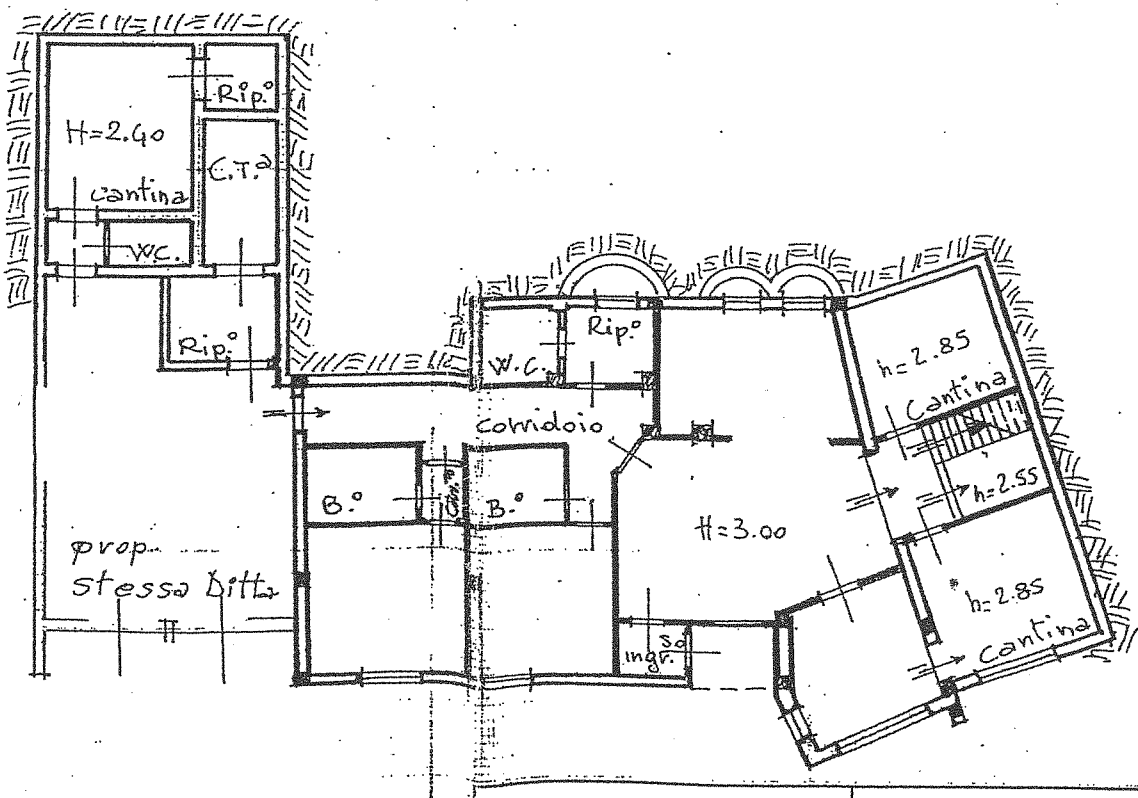 Rip.º
H=2.40
C.T.ª
cantina
W.C.
Rip.º
Rip.º
W.C.
h=2.85
Cantina
corridoio
h=2.55
B.º
B.º
H=3.00
prop.
stessa Ditta
h=2.85
Cantina
ingr.